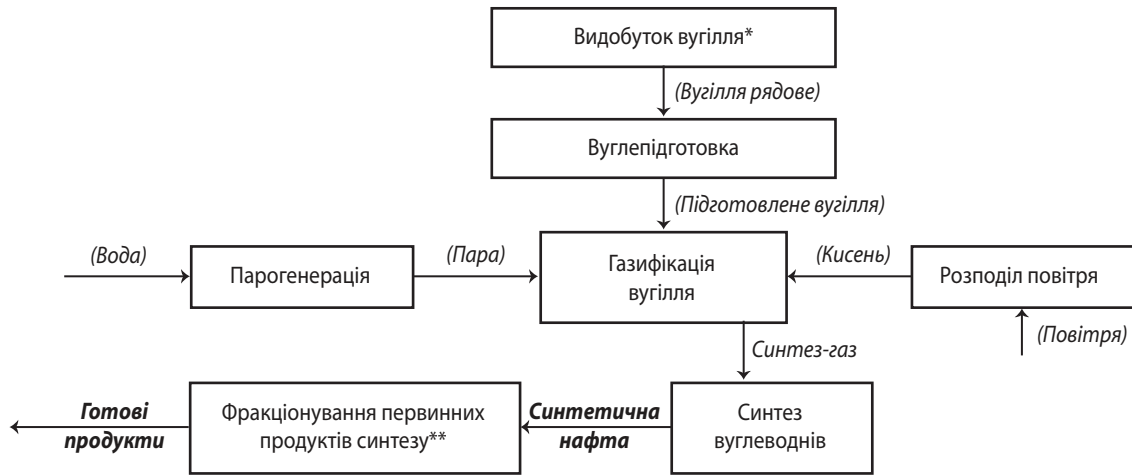 Видобуток вугілля*
(Вугілля рядове)
Вуглепідготовка
(Підготовлене вугілля)
(Вода)
Парогенерація
(Пара)
Газифікація
вугілля
(Кисень)
Розподіл повітря
(Повітря)
Синтез-газ
Готові
продукти
Фракціонування первинних
продуктів синтезу**
Синтетична
нафта
Синтез
вуглеводнів